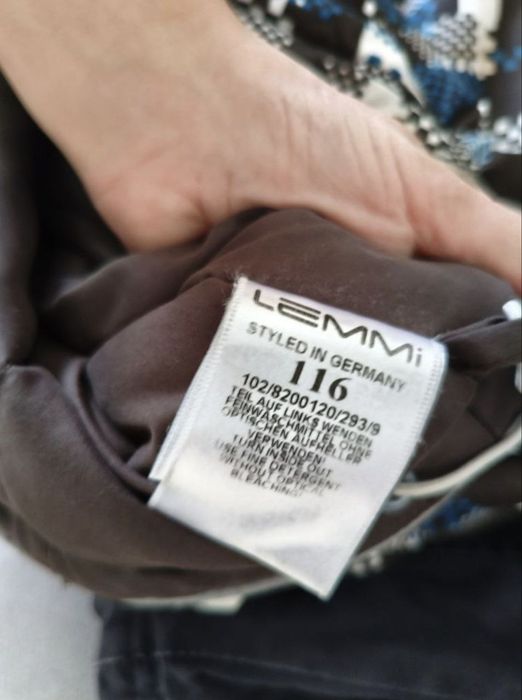 LEMMi
STYLED IN GERMANY
116
102/8200120/293/9
TEIL AUF LINKS WENDEN
FEINWASCHMITTEL OHNE
OPTISCHEN AUFHELLER
VERWENDEN!
TURN INSIDE OUT
USE FINE DETERGENT
WITHOUT OPTICAL
BLEACHING!